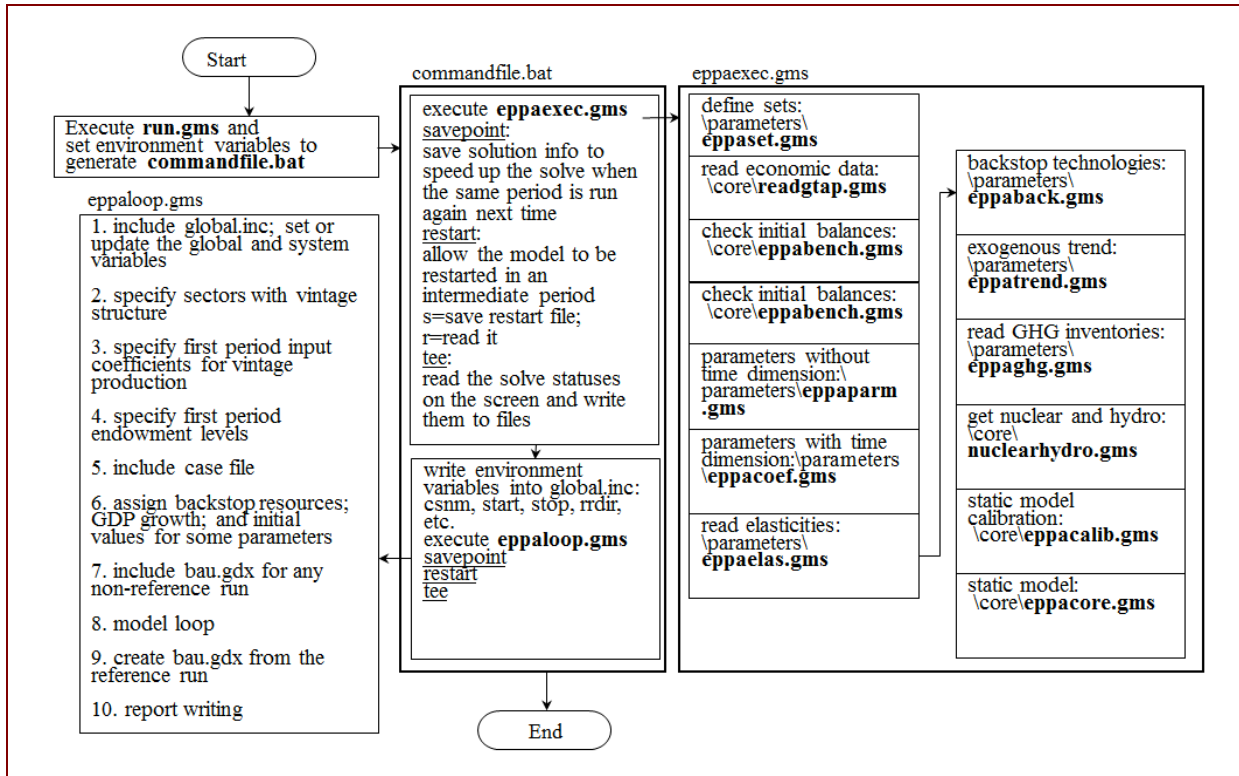 Start
Execute run.gms and
set environment variables to
generate commandfile.bat
commandfile.bat
execute eppaexec.gms
savepoint:
save solution info to
speed up the solve when
the same period is run
again next time
restart:
allow the model to be
restarted in an
intermediate period
s=save restart file;
r=read it
tee:
read the solve statuses
on the screen and write
them to files
write environment
variables into global.inc:
csnm, start, stop, rrdir,
etc.
execute eppaloop.gms
savepoint
restart
tee
End
eppaexec.gms
define sets:
\parameters\
eppaset.gms
read economic data:
\core\readgtap.gms
check initial balances:
\core\eppabench.gms
check initial balances:
\core\eppabench.gms
parameters without
time dimension:\
parameters\eppaparm
.gms
parameters with time
dimension:\parameters
\eppacoef.gms
read elasticities:
\parameters\
eppaelas.gms
backstop technologies:
\parameters\
eppaback.gms
exogenous trend:
\parameters\
eppatrend.gms
read GHG inventories:
\parameters\
eppaghg.gms
get nuclear and hydro:
\core\
nuclearhydro.gms
static model
calibration:
\core\eppacalib.gms
static model:
\core\eppacore.gms
eppaloop.gms
1. include global.inc; set or
update the global and system
variables
2. specify sectors with vintage
structure
3. specify first period input
coefficients for vintage
production
4. specify first period
endowment levels
5. include case file
6. assign backstop resources;
GDP growth; and initial
values for some parameters
7. include bau.gdx for any
non-reference run
8. model loop
9. create bau.gdx from the
reference run
10. report writing